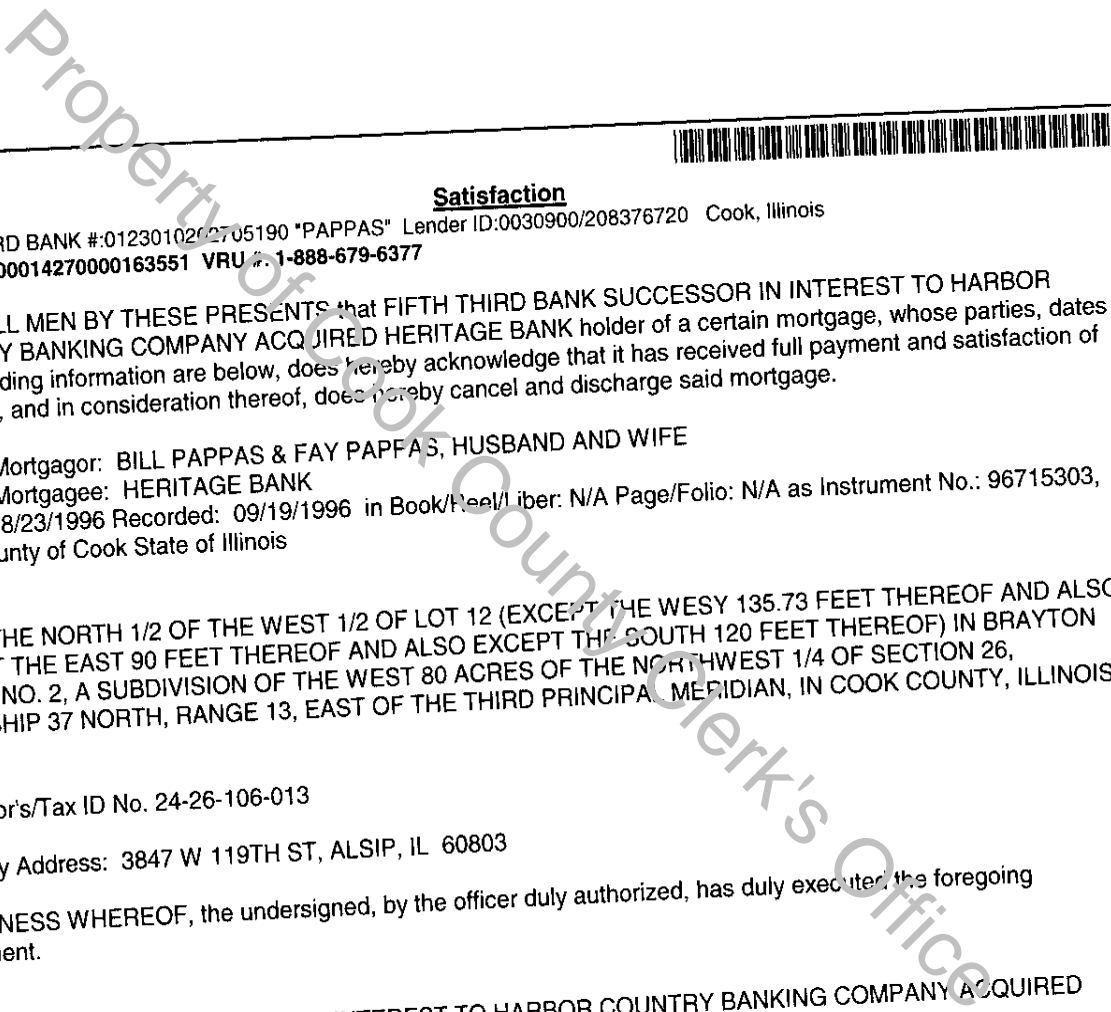 Satisfaction
RD BANK #:0123010202705190 "PAPPAS" Lender ID:0030900/208376720 Cook, Illinois
00014270000163551 VRU #: 1-888-679-6377
LL MEN BY THESE PRESENTS that FIFTH THIRD BANK SUCCESSOR IN INTEREST TO HARBOR
Y BANKING COMPANY ACQUIRED HERITAGE BANK holder of a certain mortgage, whose parties, dates
ding information are below, does hereby acknowledge that it has received full payment and satisfaction of
, and in consideration thereof, does hereby cancel and discharge said mortgage.
Mortgagor: BILL PAPPAS & FAY PAPPAS, HUSBAND AND WIFE
Mortgagee: HERITAGE BANK
8/23/1996 Recorded: 09/19/1996 in Book/Reel/Liber: N/A Page/Folio: N/A as Instrument No.: 96715303,
unty of Cook State of Illinois
HE NORTH 1/2 OF THE WEST 1/2 OF LOT 12 (EXCEPT THE WESY 135.73 FEET THEREOF AND ALSO
T THE EAST 90 FEET THEREOF AND ALSO EXCEPT THE SOUTH 120 FEET THEREOF) IN BRAYTON
NO. 2, A SUBDIVISION OF THE WEST 80 ACRES OF THE NORTHWEST 1/4 OF SECTION 26,
SHIP 37 NORTH, RANGE 13, EAST OF THE THIRD PRINCIPAL MERIDIAN, IN COOK COUNTY, ILLINOIS
or's/Tax ID No. 24-26-106-013
y Address: 3847 W 119TH ST, ALSIP, IL 60803
NESS WHEREOF, the undersigned, by the officer duly authorized, has duly executed the foregoing
ent.
TO HARBOR COUNTRY BANKING COMPANY ACQUIRED
Property of Cook County Clerk's Office